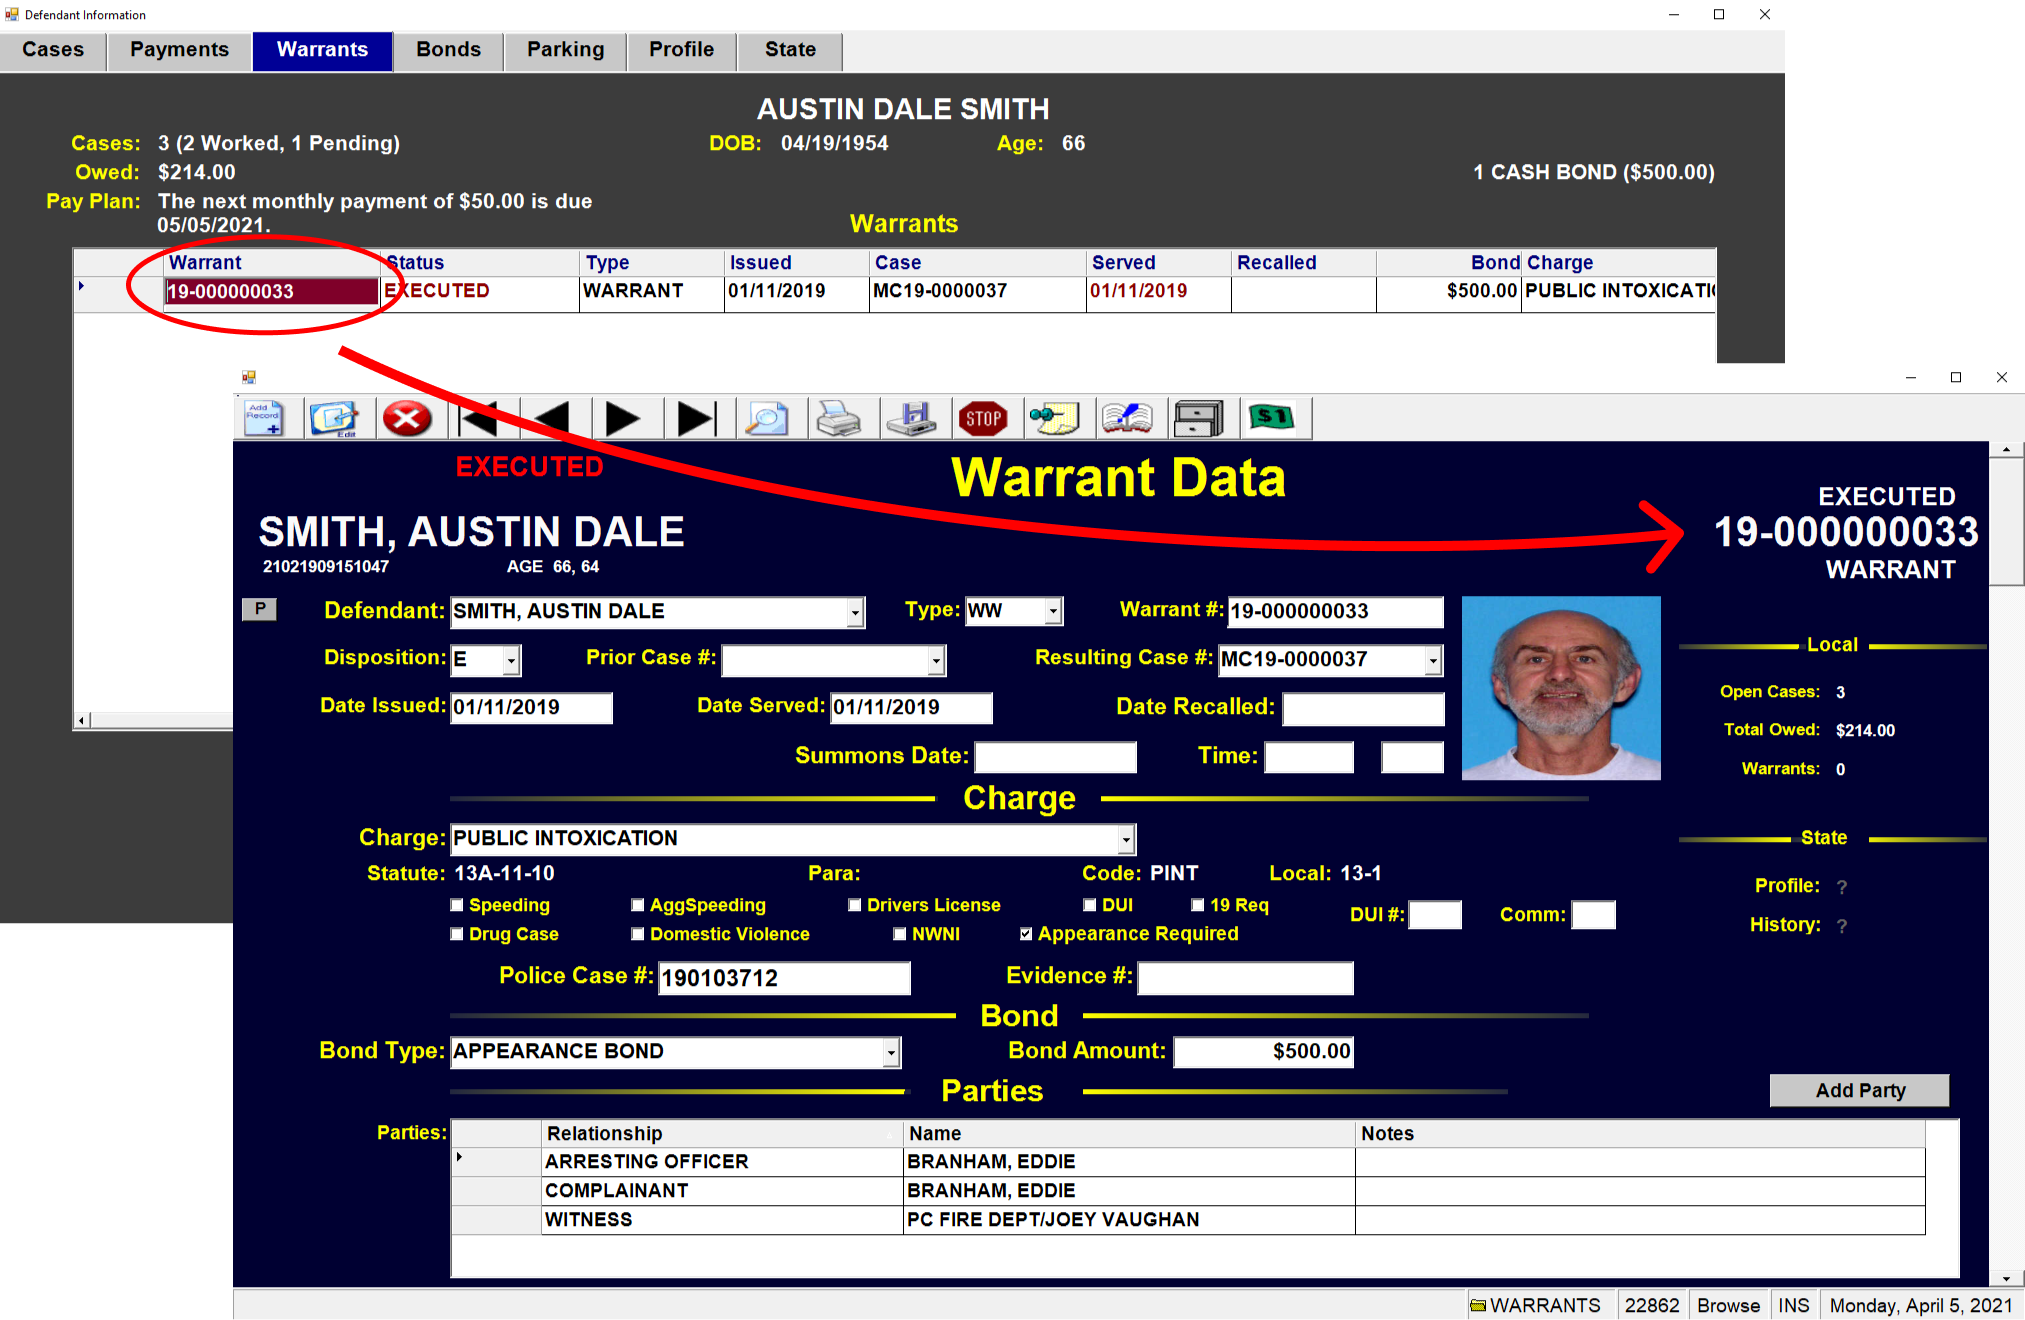 Defendant Information
Cases Payments Warrants Bonds Parking Profile State
AUSTIN DALE SMITH
Cases: 3 (2 Worked, 1 Pending) DOB: 04/19/1954 Age: 66
Owed: $214.00 1 CASH BOND ($500.00)
Pay Plan: The next monthly payment of $50.00 is due
05/05/2021.
Warrants
Warrant Status Type Issued Case Served Recalled Bond Charge
19-000000033 EXECUTED WARRANT 01/11/2019 MC19-0000037 01/11/2019 $500.00 PUBLIC INTOXICATI
Add Record Edit STOP $1
EXECUTED Warrant Data
EXECUTED
SMITH, AUSTIN DALE 19-000000033
21021909151047 AGE 66, 64 WARRANT
P Defendant: SMITH, AUSTIN DALE Type: WW Warrant #: 19-000000033
Local
Disposition: E Prior Case #: Resulting Case #: MC19-0000037
Open Cases: 3
Date Issued: 01/11/2019 Date Served: 01/11/2019 Date Recalled:
Total Owed: $214.00
Summons Date: Time:
Warrants: 0
Charge
Charge: PUBLIC INTOXICATION
State
Statute: 13A-11-10 Para: Code: PINT Local: 13-1
Profile: ?
Speeding AggSpeeding Drivers License DUI 19 Req DUI #: Comm:
History: ?
Drug Case Domestic Violence NWNI Appearance Required
Police Case #: 190103712 Evidence #:
Bond
Bond Type: APPEARANCE BOND Bond Amount: $500.00
Parties
Add Party
Parties: Relationship Name Notes
ARRESTING OFFICER BRANHAM, EDDIE
COMPLAINANT BRANHAM, EDDIE
WITNESS PC FIRE DEPT/JOEY VAUGHAN
WARRANTS 22862 Browse INS Monday, April 5, 2021